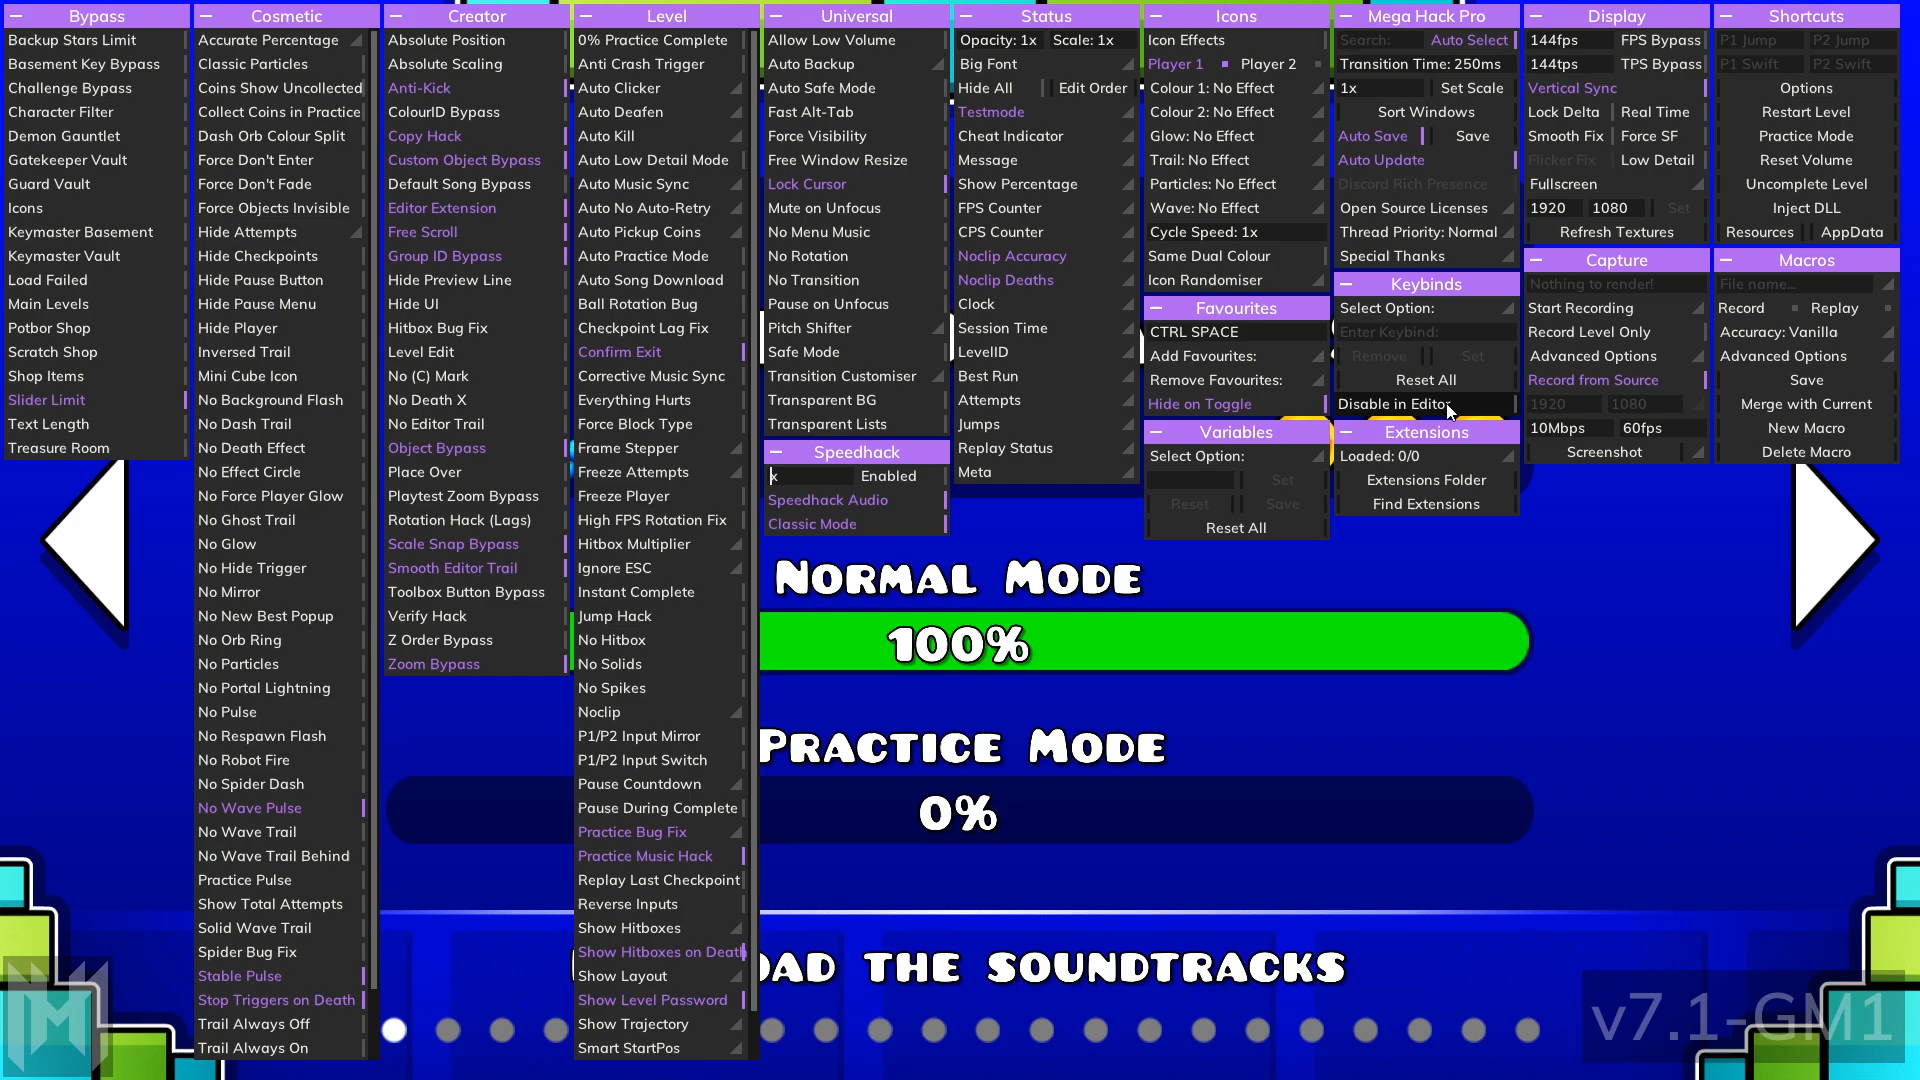 Bypass
Backup Stars Limit
Basement Key Bypass
Challenge Bypass
Character Filter
Demon Gauntlet
Gatekeeper Vault
Guard Vault
Icons
Keymaster Basement
Keymaster Vault
Load Failed
Main Levels
Potbor Shop
Scratch Shop
Shop Items
Slider Limit
Text Length
Treasure Room
Cosmetic
Accurate Percentage
Classic Particles
Coins Show Uncollected
Collect Coins in Practice
Dash Orb Colour Split
Force Don't Enter
Force Don't Fade
Force Objects Invisible
Hide Attempts
Hide Checkpoints
Hide Pause Button
Hide Pause Menu
Hide Player
Inversed Trail
Mini Cube Icon
No Background Flash
No Dash Trail
No Death Effect
No Effect Circle
No Force Player Glow
No Ghost Trail
No Glow
No Hide Trigger
No Mirror
No New Best Popup
No Orb Ring
No Particles
No Portal Lightning
No Pulse
No Respawn Flash
No Robot Fire
No Spider Dash
No Wave Pulse
No Wave Trail
No Wave Trail Behind
Practice Pulse
Show Total Attempts
Solid Wave Trail
Spider Bug Fix
Stable Pulse
Stop Triggers on Death
Trail Always Off
Trail Always On
Creator
Absolute Position
Absolute Scaling
Anti-Kick
ColourID Bypass
Copy Hack
Custom Object Bypass
Default Song Bypass
Editor Extension
Free Scroll
Group ID Bypass
Hide Preview Line
Hide UI
Hitbox Bug Fix
Level Edit
No (C) Mark
No Death X
No Editor Trail
Object Bypass
Place Over
Playtest Zoom Bypass
Rotation Hack (Lags)
Scale Snap Bypass
Smooth Editor Trail
Toolbox Button Bypass
Verify Hack
Z Order Bypass
Zoom Bypass
Level
0% Practice Complete
Anti Crash Trigger
Auto Clicker
Auto Deafen
Auto Kill
Auto Low Detail Mode
Auto Music Sync
Auto No Auto-Retry
Auto Pickup Coins
Auto Practice Mode
Auto Song Download
Ball Rotation Bug
Checkpoint Lag Fix
Confirm Exit
Corrective Music Sync
Everything Hurts
Force Block Type
Frame Stepper
Freeze Attempts
Freeze Player
High FPS Rotation Fix
Hitbox Multiplier
Ignore ESC
Instant Complete
Jump Hack
No Hitbox
No Solids
No Spikes
Noclip
P1/P2 Input Mirror
P1/P2 Input Switch
Pause Countdown
Pause During Complete
Practice Bug Fix
Practice Music Hack
Replay Last Checkpoint
Reverse Inputs
Show Hitboxes
Show Hitboxes on Death
Show Layout
Show Level Password
Show Trajectory
Smart StartPos
Universal
Allow Low Volume
Auto Backup
Auto Safe Mode
Fast Alt-Tab
Force Visibility
Free Window Resize
Lock Cursor
Mute on Unfocus
No Menu Music
No Rotation
No Transition
Pause on Unfocus
Pitch Shifter
Safe Mode
Transition Customiser
Transparent BG
Transparent Lists
Speedhack
x Enabled
Speedhack Audio
Classic Mode
Status
Opacity: 1x Scale: 1x
Big Font
Hide All Edit Order
Testmode
Cheat Indicator
Message
Show Percentage
FPS Counter
CPS Counter
Noclip Accuracy
Noclip Deaths
Clock
Session Time
LevelID
Best Run
Attempts
Jumps
Replay Status
Meta
Icons
Icon Effects
Player 1 Player 2
Colour 1: No Effect
Colour 2: No Effect
Glow: No Effect
Trail: No Effect
Particles: No Effect
Wave: No Effect
Cycle Speed: 1x
Same Dual Colour
Icon Randomiser
Favourites
CTRL SPACE
Add Favourites:
Remove Favourites:
Hide on Toggle
Variables
Select Option:
Set
Reset Save
Reset All
Mega Hack Pro
Search: Auto Select
Transition Time: 250ms
1x Set Scale
Sort Windows
Auto Save Save
Auto Update
Discord Rich Presence
Open Source Licenses
Thread Priority: Normal
Special Thanks
Keybinds
Select Option:
Enter Keybind:
Remove Set
Reset All
Disable in Editor
Extensions
Loaded: 0/0
Extensions Folder
Find Extensions
Display
144fps FPS Bypass
144tps TPS Bypass
Vertical Sync
Lock Delta Real Time
Smooth Fix Force SF
Flicker Fix Low Detail
Fullscreen
1920 1080 Set
Refresh Textures
Capture
Nothing to render!
Start Recording
Record Level Only
Advanced Options
Record from Source
1920 1080
10Mbps 60fps
Screenshot
Shortcuts
P1 Jump P2 Jump
P1 Swift P2 Swift
Options
Restart Level
Practice Mode
Reset Volume
Uncomplete Level
Inject DLL
Resources AppData
Macros
File name...
Record Replay
Accuracy: Vanilla
Advanced Options
Save
Merge with Current
New Macro
Delete Macro
Normal Mode
100%
Practice Mode
0%
oad the soundtracks
v7.1-GM1